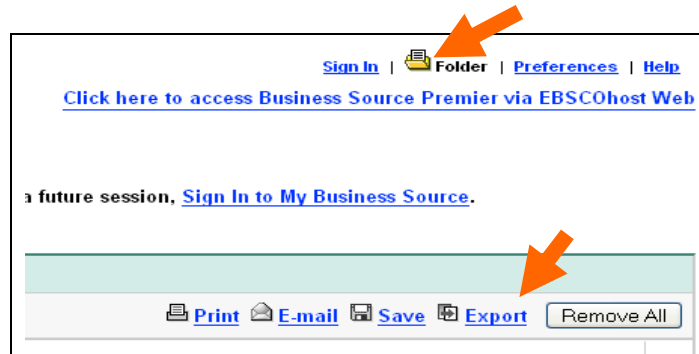 Sign In | Folder | Preferences | Help
Click here to access Business Source Premier via EBSCOhost Web
a future session, Sign In to My Business Source.
Print E-mail Save Export Remove All